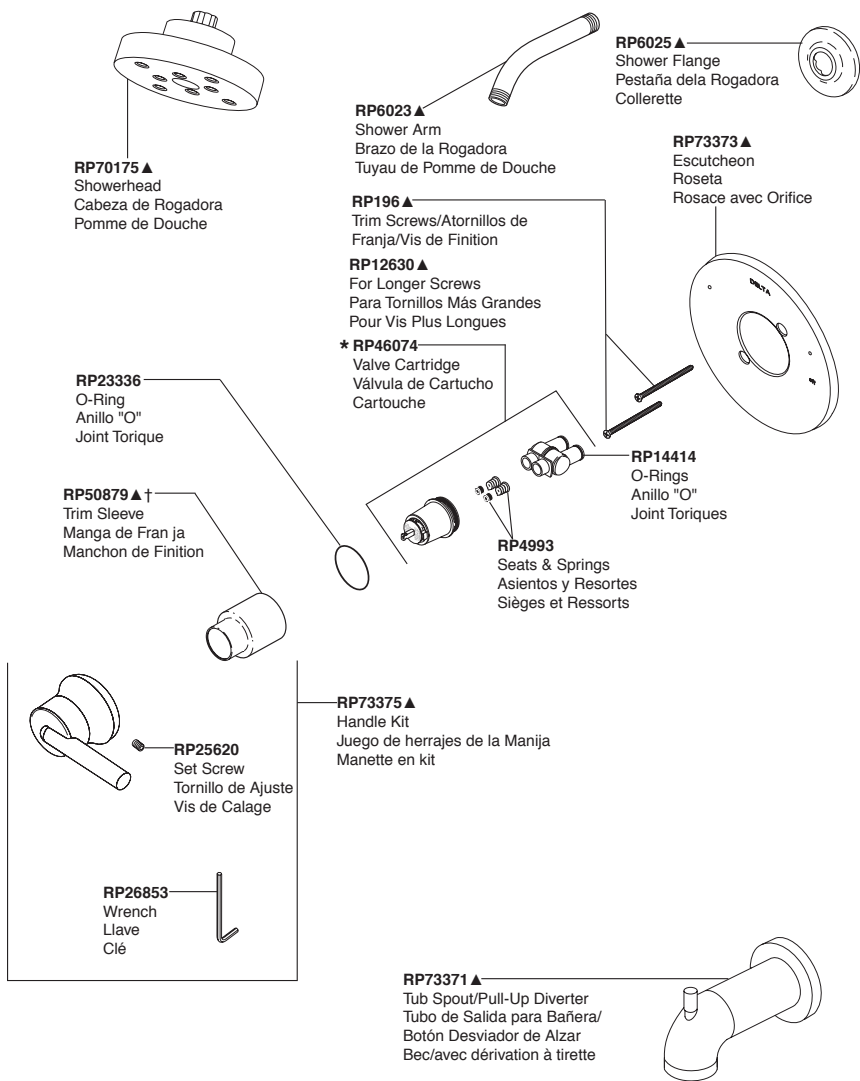 RP6025▲
Shower Flange
Pestaña dela Rogadora
Collerette
RP6023▲
Shower Arm
Brazo de la Rogadora
Tuyau de Pomme de Douche
RP73373▲
Escutcheon
Roseta
Rosace avec Orifice
RP70175▲
Showerhead
Cabeza de Rogadora
Pomme de Douche
RP196▲
Trim Screws/Atornillos de
Franja/Vis de Finition
RP12630▲
For Longer Screws
Para Tornillos Más Grandes
Pour Vis Plus Longues
DELTA
* RP46074
Valve Cartridge
Válvula de Cartucho
Cartouche
RP23336
O-Ring
Anillo "O"
Joint Torique
RP14414
O-Rings
Anillo "O"
Joint Toriques
RP50879▲†
Trim Sleeve
Manga de Fran ja
Manchon de Finition
RP4993
Seats & Springs
Asientos y Resortes
Sièges et Ressorts
RP73375▲
Handle Kit
Juego de herrajes de la Manija
Manette en kit
RP25620
Set Screw
Tornillo de Ajuste
Vis de Calage
RP26853
Wrench
Llave
Clé
RP73371▲
Tub Spout/Pull-Up Diverter
Tubo de Salida para Bañera/
Botón Desviador de Alzar
Bec/avec dérivation à tirette